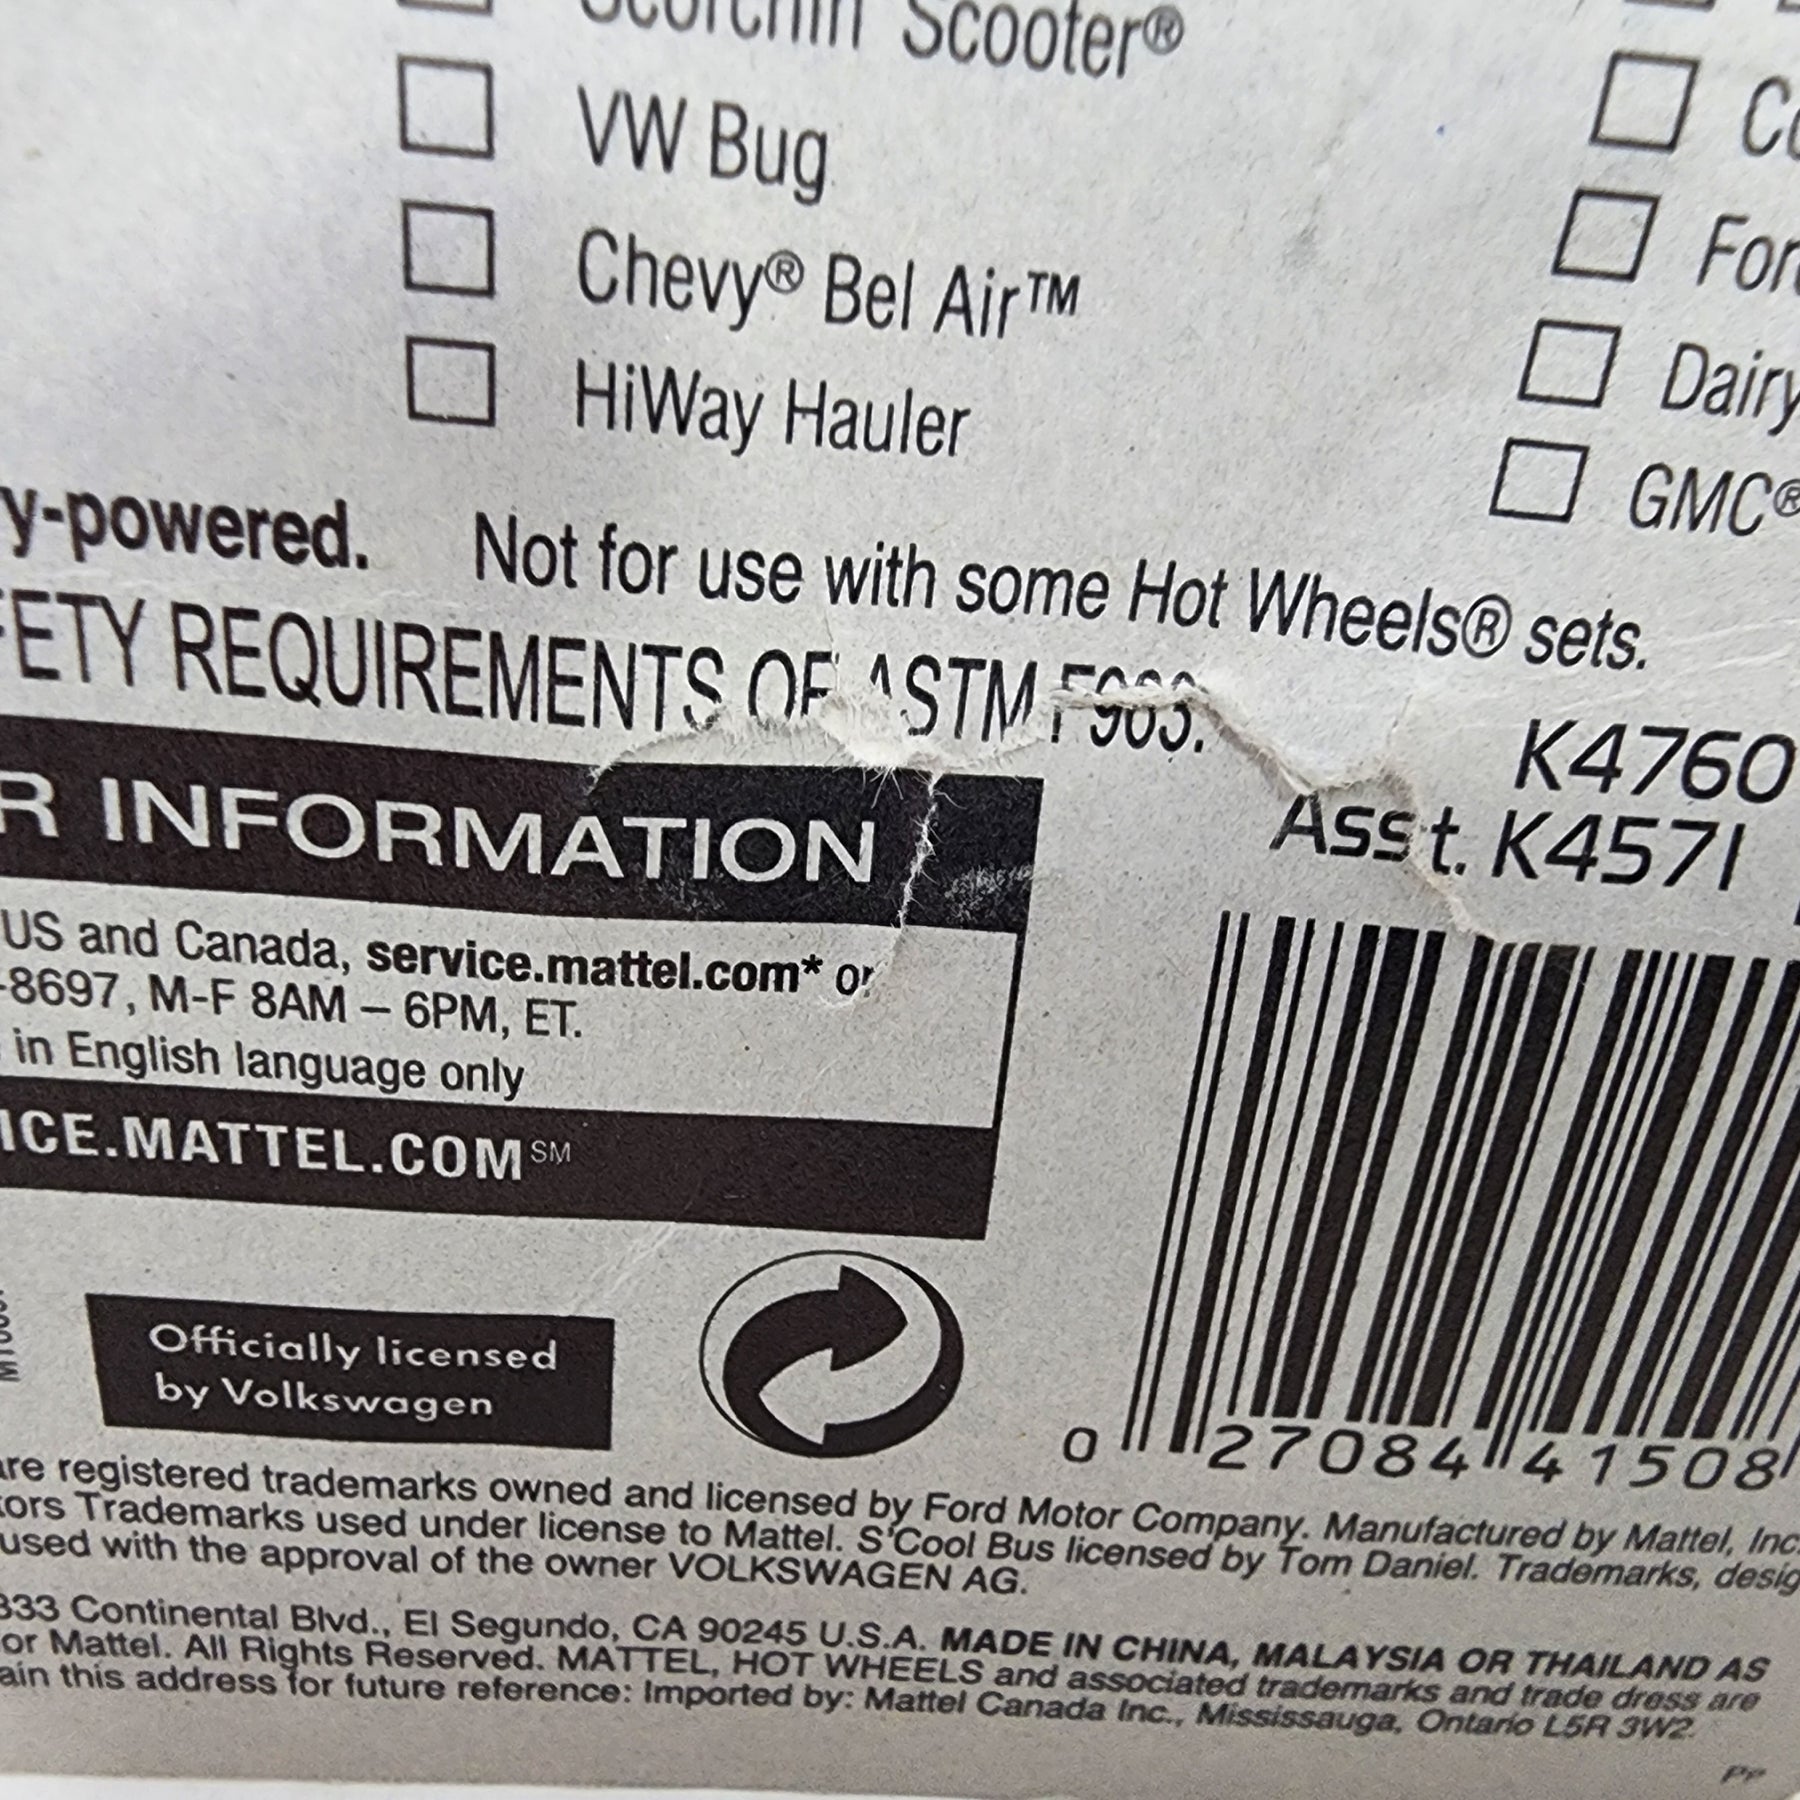 Scorchin' Scooter®
VW Bug
Chevy® Bel Air™
HiWay Hauler
Dairy
GMC®
y-powered. Not for use with some Hot Wheels® sets.
ETY REQUIREMENTS OF ASTM F963.
K4760
Asst. K4571
R INFORMATION
US and Canada, service.mattel.com* or
-8697, M-F 8AM – 6PM, ET.
in English language only
ICE.MATTEL.COM SM
Officially licensed
by Volkswagen
0 27084 41508
are registered trademarks owned and licensed by Ford Motor Company. Manufactured by Mattel, Inc.
tors Trademarks used under license to Mattel. S'Cool Bus licensed by Tom Daniel. Trademarks, desig
used with the approval of the owner VOLKSWAGEN AG.
333 Continental Blvd., El Segundo, CA 90245 U.S.A. MADE IN CHINA, MALAYSIA OR THAILAND AS
or Mattel. All Rights Reserved. MATTEL, HOT WHEELS and associated trademarks and trade dress are
ain this address for future reference: Imported by: Mattel Canada Inc., Mississauga, Ontario L5R 3W2.
PP